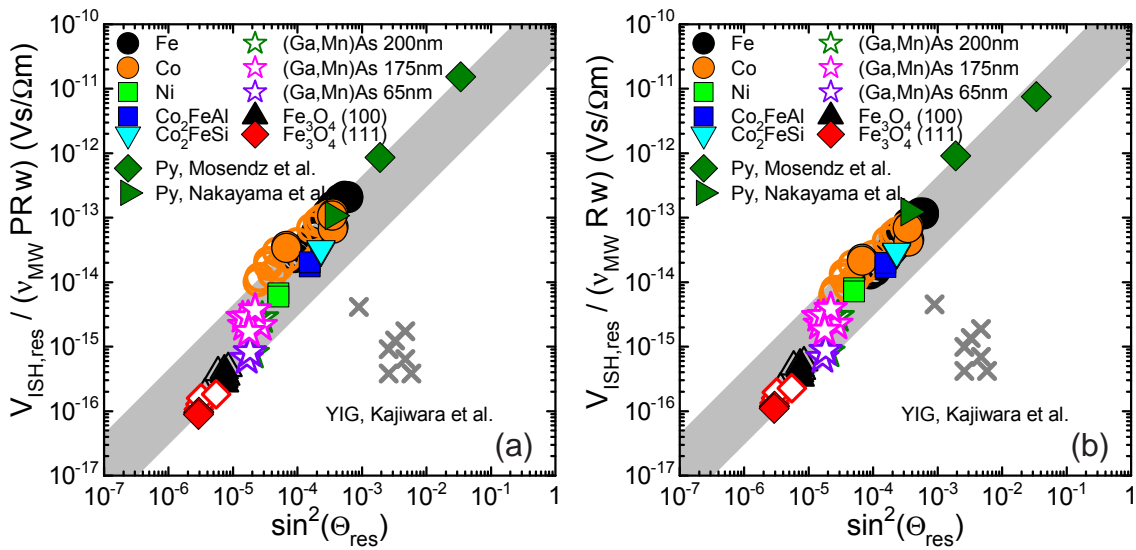 10⁻¹⁰
10⁻¹¹
10⁻¹²
10⁻¹³
10⁻¹⁴
10⁻¹⁵
10⁻¹⁶
10⁻¹⁷
V_ISH,res / (ν_MW PRw) (Vs/Ωm)
Fe
Co
Ni
Co₂FeAl
Co₂FeSi
Py, Mosendz et al.
Py, Nakayama et al.
(Ga,Mn)As 200nm
(Ga,Mn)As 175nm
(Ga,Mn)As 65nm
Fe₃O₄ (100)
Fe₃O₄ (111)
YIG, Kajiwara et al.
(a)
10⁻⁷ 10⁻⁶ 10⁻⁵ 10⁻⁴ 10⁻³ 10⁻² 10⁻¹ 1
sin²(Θ_res)
10⁻¹⁰
10⁻¹¹
10⁻¹²
10⁻¹³
10⁻¹⁴
10⁻¹⁵
10⁻¹⁶
10⁻¹⁷
V_ISH,res / (ν_MW Rw) (Vs/Ωm)
Fe
Co
Ni
Co₂FeAl
Co₂FeSi
Py, Mosendz et al.
Py, Nakayama et al.
(Ga,Mn)As 200nm
(Ga,Mn)As 175nm
(Ga,Mn)As 65nm
Fe₃O₄ (100)
Fe₃O₄ (111)
YIG, Kajiwara et al.
(b)
10⁻⁷ 10⁻⁶ 10⁻⁵ 10⁻⁴ 10⁻³ 10⁻² 10⁻¹ 1
sin²(Θ_res)